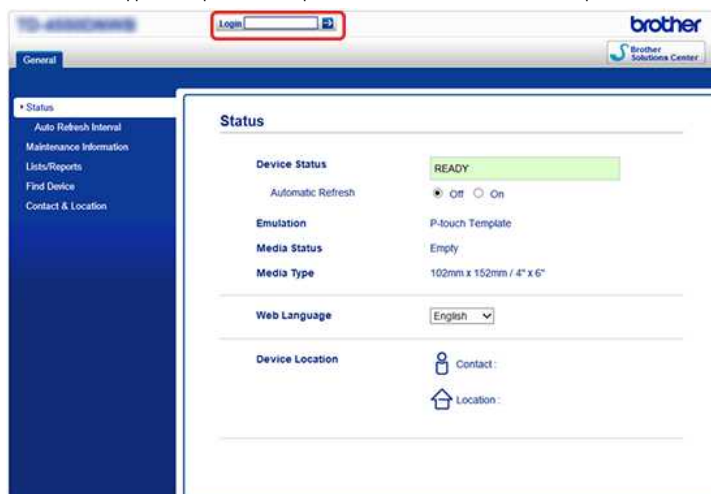 Login
brother
General
Brother
Solutions Center
Status
Auto Refresh Interval
Maintenance Information
Lists/Reports
Find Device
Contact & Location
Status
Device Status READY
Automatic Refresh Off On
Emulation P-touch Template
Media Status Empty
Media Type 102mm x 152mm / 4" x 6"
Web Language English
Device Location Contact :
Location :